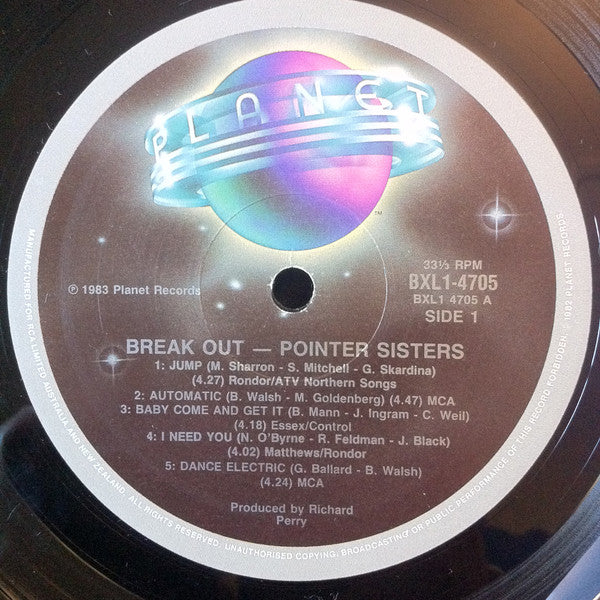 PLANET
™
℗ 1983 Planet Records
33⅓ RPM
BXL1-4705
BXL1 4705 A
SIDE 1
BREAK OUT — POINTER SISTERS
1: JUMP (M. Sharron - S. Mitchell - G. Skardina)
(4.27) Rondor/ATV Northern Songs
2: AUTOMATIC (B. Walsh - M. Goldenberg) (4.47) MCA
3: BABY COME AND GET IT (B. Mann - J. Ingram - C. Weil)
(4.18) Essex/Control
4: I NEED YOU (N. O'Byrne - R. Feldman - J. Black)
(4.02) Matthews/Rondor
5: DANCE ELECTRIC (G. Ballard - B. Walsh)
(4.24) MCA
Produced by Richard
Perry
MANUFACTURED FOR RCA LIMITED, AUSTRALIA AND NEW ZEALAND. ALL RIGHTS RESERVED. UNAUTHORISED COPYING, BROADCASTING OR PUBLIC PERFORMANCE OF THIS RECORD FORBIDDEN. ℗ 1982 PLANET RECORDS.